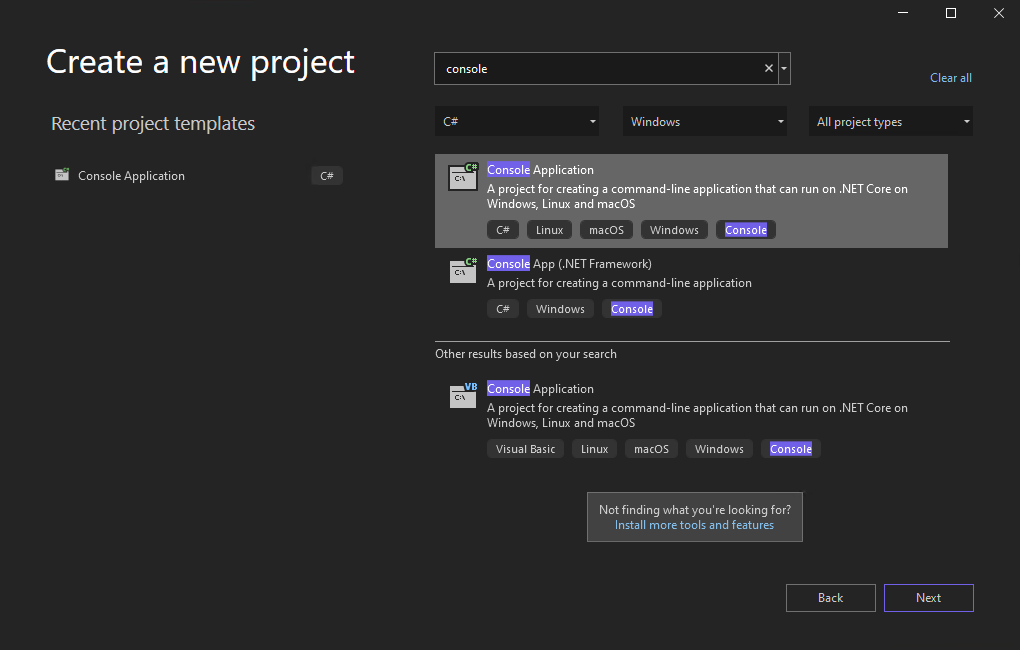 Create a new project
Recent project templates
Console Application
C#
console
Clear all
C#
Windows
All project types
C#
C:\
Console Application
A project for creating a command-line application that can run on .NET Core on
Windows, Linux and macOS
C# Linux macOS Windows Console
C#
C:\
Console App (.NET Framework)
A project for creating a command-line application
C# Windows Console
Other results based on your search
VB
C:\
Console Application
A project for creating a command-line application that can run on .NET Core on
Windows, Linux and macOS
Visual Basic Linux macOS Windows Console
Not finding what you're looking for?
Install more tools and features
Back
Next